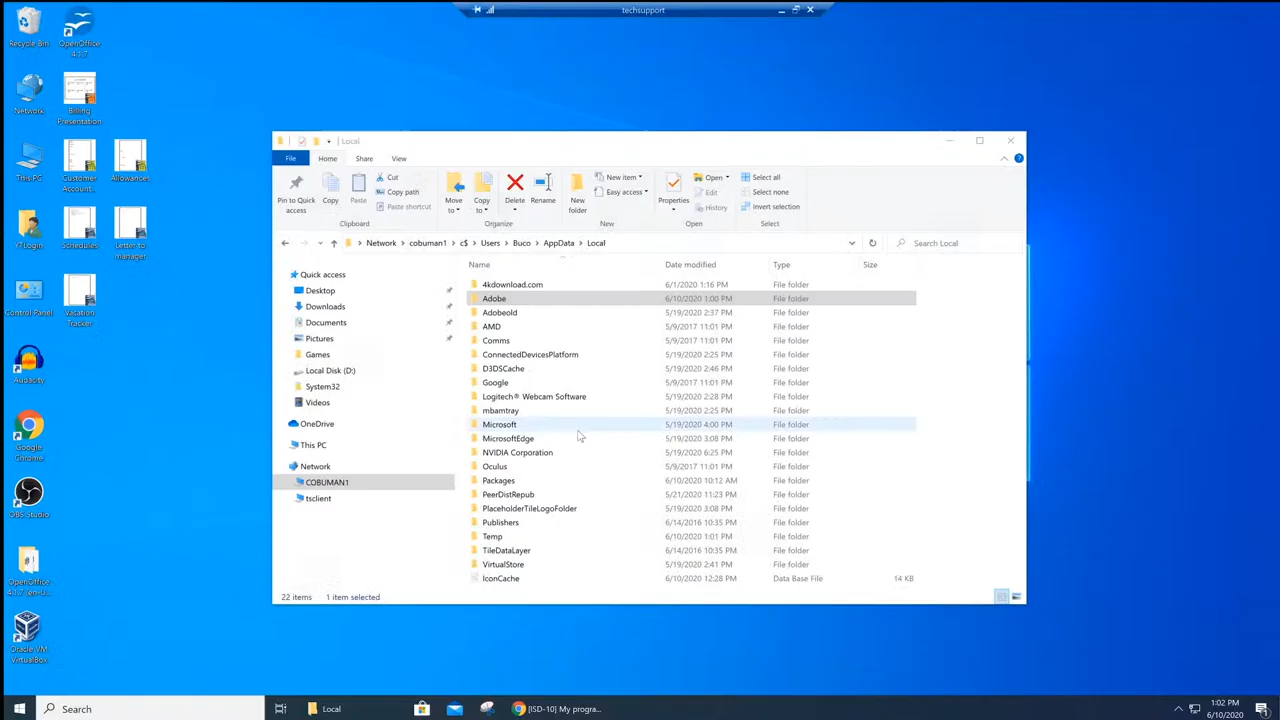 techsupport
Recycle Bin
OpenOffice
4.1.7
Network
Billing
Presentation
This PC
Customer
Account...
Allowances
YTLogin
Schedules
Letter to
manager
Control Panel
Vacation
Tracker
Audacity
Google
Chrome
OBS Studio
OpenOffice
4.1.7 (en-u...
Oracle VM
VirtualBox
Local
File
Home
Share
View
Pin to Quick
access
Copy
Paste
Cut
Copy path
Paste shortcut
Clipboard
Move
to
Copy
to
Delete
Rename
Organize
New
folder
New item
Easy access
New
Properties
Open
Edit
History
Open
Select all
Select none
Invert selection
Select
Network > cobuman1 > c$ > Users > Buco > AppData > Local
Search Local
Quick access
Desktop
Downloads
Documents
Pictures
Games
Local Disk (D:)
System32
Videos
OneDrive
This PC
Network
COBUMAN1
tsclient
Name Date modified Type Size
4kdownload.com 6/1/2020 1:16 PM File folder
Adobe 6/10/2020 1:00 PM File folder
Adobeold 5/19/2020 2:37 PM File folder
AMD 5/9/2017 11:01 PM File folder
Comms 5/9/2017 11:01 PM File folder
ConnectedDevicesPlatform 5/19/2020 2:25 PM File folder
D3DSCache 5/19/2020 2:46 PM File folder
Google 5/9/2017 11:01 PM File folder
Logitech® Webcam Software 5/19/2020 2:28 PM File folder
mbamtray 5/19/2020 2:25 PM File folder
Microsoft 5/19/2020 4:00 PM File folder
MicrosoftEdge 5/19/2020 3:08 PM File folder
NVIDIA Corporation 5/19/2020 6:25 PM File folder
Oculus 5/9/2017 11:01 PM File folder
Packages 6/10/2020 10:12 AM File folder
PeerDistRepub 5/21/2020 11:23 PM File folder
PlaceholderTileLogoFolder 5/19/2020 3:08 PM File folder
Publishers 6/14/2016 10:35 PM File folder
Temp 6/10/2020 1:01 PM File folder
TileDataLayer 6/14/2016 10:35 PM File folder
VirtualStore 5/19/2020 2:41 PM File folder
IconCache 6/10/2020 12:28 PM Data Base File 14 KB
22 items 1 item selected
Search
Local
[ISD-10] My progra...
1:02 PM
6/10/2020